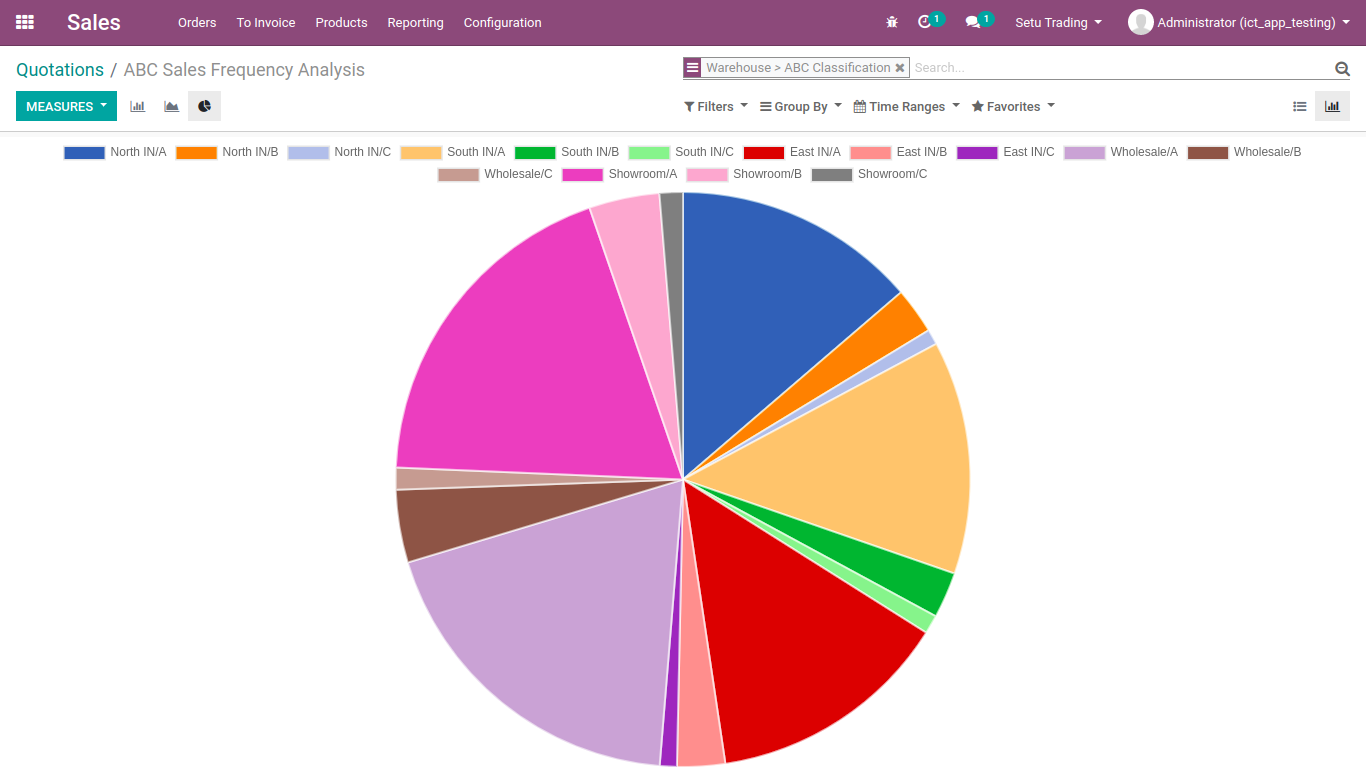 Sales Orders To Invoice Products Reporting Configuration 1 1 Setu Trading Administrator (ict_app_testing)
Quotations / ABC Sales Frequency Analysis Warehouse > ABC Classification Search...
MEASURES Filters Group By Time Ranges Favorites
North IN/A North IN/B North IN/C South IN/A South IN/B South IN/C East IN/A East IN/B East IN/C Wholesale/A Wholesale/B
Wholesale/C Showroom/A Showroom/B Showroom/C